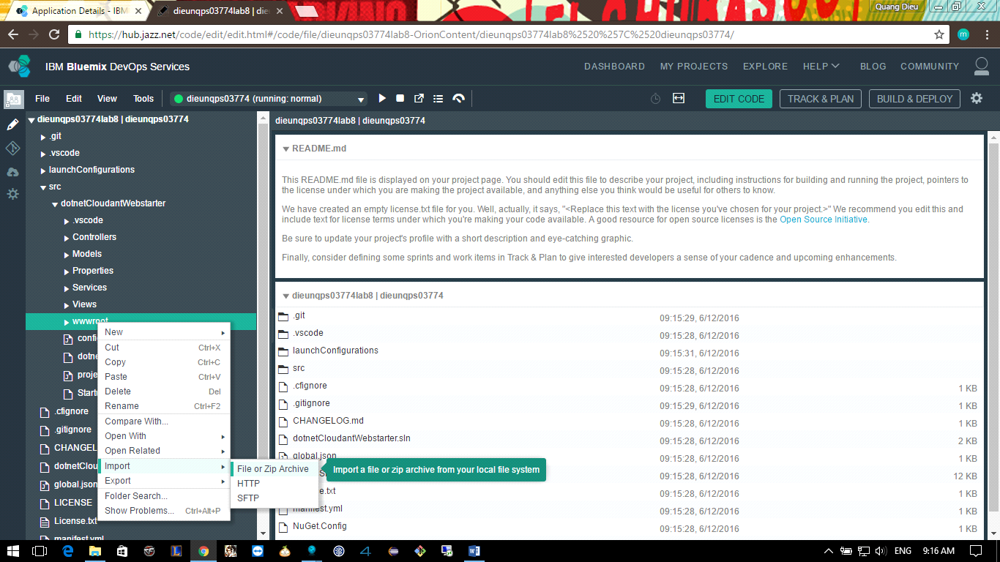 Application Details - IBM
dieunqps03774lab8 | dieun
Quang Dieu
https://hub.jazz.net/code/edit/edit.html#/code/file/dieunqps03774lab8-OrionContent/dieunqps03774lab8%2520%257C%2520dieunqps03774/
m
IBM Bluemix DevOps Services
DASHBOARD MY PROJECTS EXPLORE HELP BLOG COMMUNITY
File Edit View Tools dieunqps03774 (running: normal)
EDIT CODE TRACK & PLAN BUILD & DEPLOY
dieunqps03774lab8 | dieunqps03774
.git
.vscode
launchConfigurations
src
dotnetCloudantWebstarter
.vscode
Controllers
Models
Properties
Services
Views
wwwroot
confi
dotne
proje
Start
.cfignore
.gitignore
CHANGEL
dotnetClou
global.json
LICENSE
License.txt
manifest.yml
New
Cut Ctrl+X
Copy Ctrl+C
Paste Ctrl+V
Delete Del
Rename Ctrl+F2
Compare With...
Open With
Open Related
Import
Export
Folder Search...
Show Problems... Ctrl+Alt+P
File or Zip Archive
HTTP
SFTP
Import a file or zip archive from your local file system
dieunqps03774lab8 | dieunqps03774
README.md
This README.md file is displayed on your project page. You should edit this file to describe your project, including instructions for building and running the project, pointers to
the license under which you are making the project available, and anything else you think would be useful for others to know.
We have created an empty license.txt file for you. Well, actually, it says, "<Replace this text with the license you've chosen for your project.>" We recommend you edit this and
include text for license terms under which you're making your code available. A good resource for open source licenses is the Open Source Initiative.
Be sure to update your project's profile with a short description and eye-catching graphic.
Finally, consider defining some sprints and work items in Track & Plan to give interested developers a sense of your cadence and upcoming enhancements.
dieunqps03774lab8 | dieunqps03774
.git 09:15:29, 6/12/2016
.vscode 09:15:28, 6/12/2016
launchConfigurations 09:15:31, 6/12/2016
src 09:15:28, 6/12/2016
.cfignore 09:15:28, 6/12/2016 1 KB
.gitignore 09:15:29, 6/12/2016 1 KB
CHANGELOG.md 09:15:28, 6/12/2016 1 KB
dotnetCloudantWebstarter.sln 09:15:28, 6/12/2016 2 KB
global.json 09:15:28, 6/12/2016 1 KB
09:15:28, 6/12/2016 12 KB
e.txt 09:15:28, 6/12/2016 1 KB
manifest.yml 09:15:28, 6/12/2016 1 KB
NuGet.Config 09:15:28, 6/12/2016 1 KB
ENG 9:16 AM